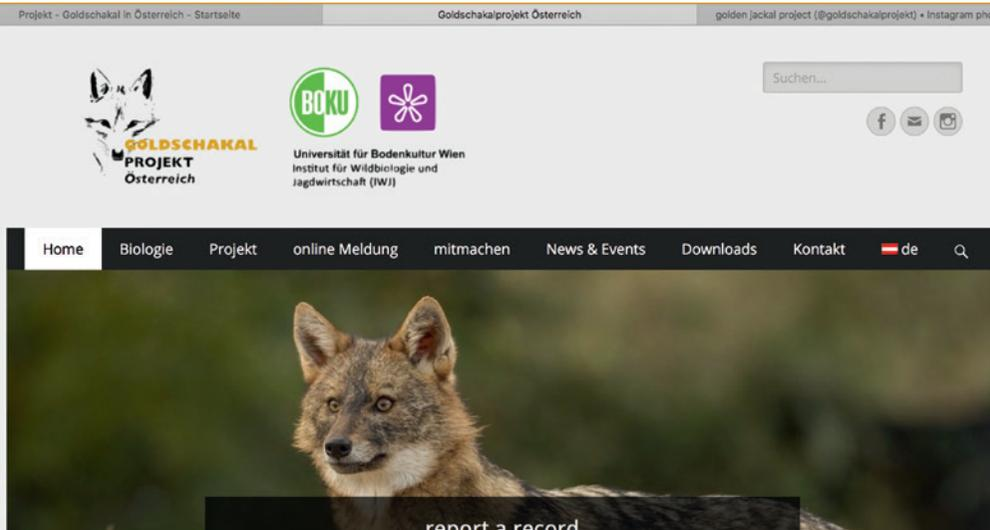 Projekt - Goldschakal in Österreich - Startseite
Goldschakalprojekt Österreich
golden jackal project (@goldschakalprojekt) • Instagram pho
Suchen...
GOLDSCHAKAL
PROJEKT
Österreich
BOKU
Universität für Bodenkultur Wien
Institut für Wildbiologie und
Jagdwirtschaft (IWJ)
Home Biologie Projekt online Meldung mitmachen News & Events Downloads Kontakt de
report a record